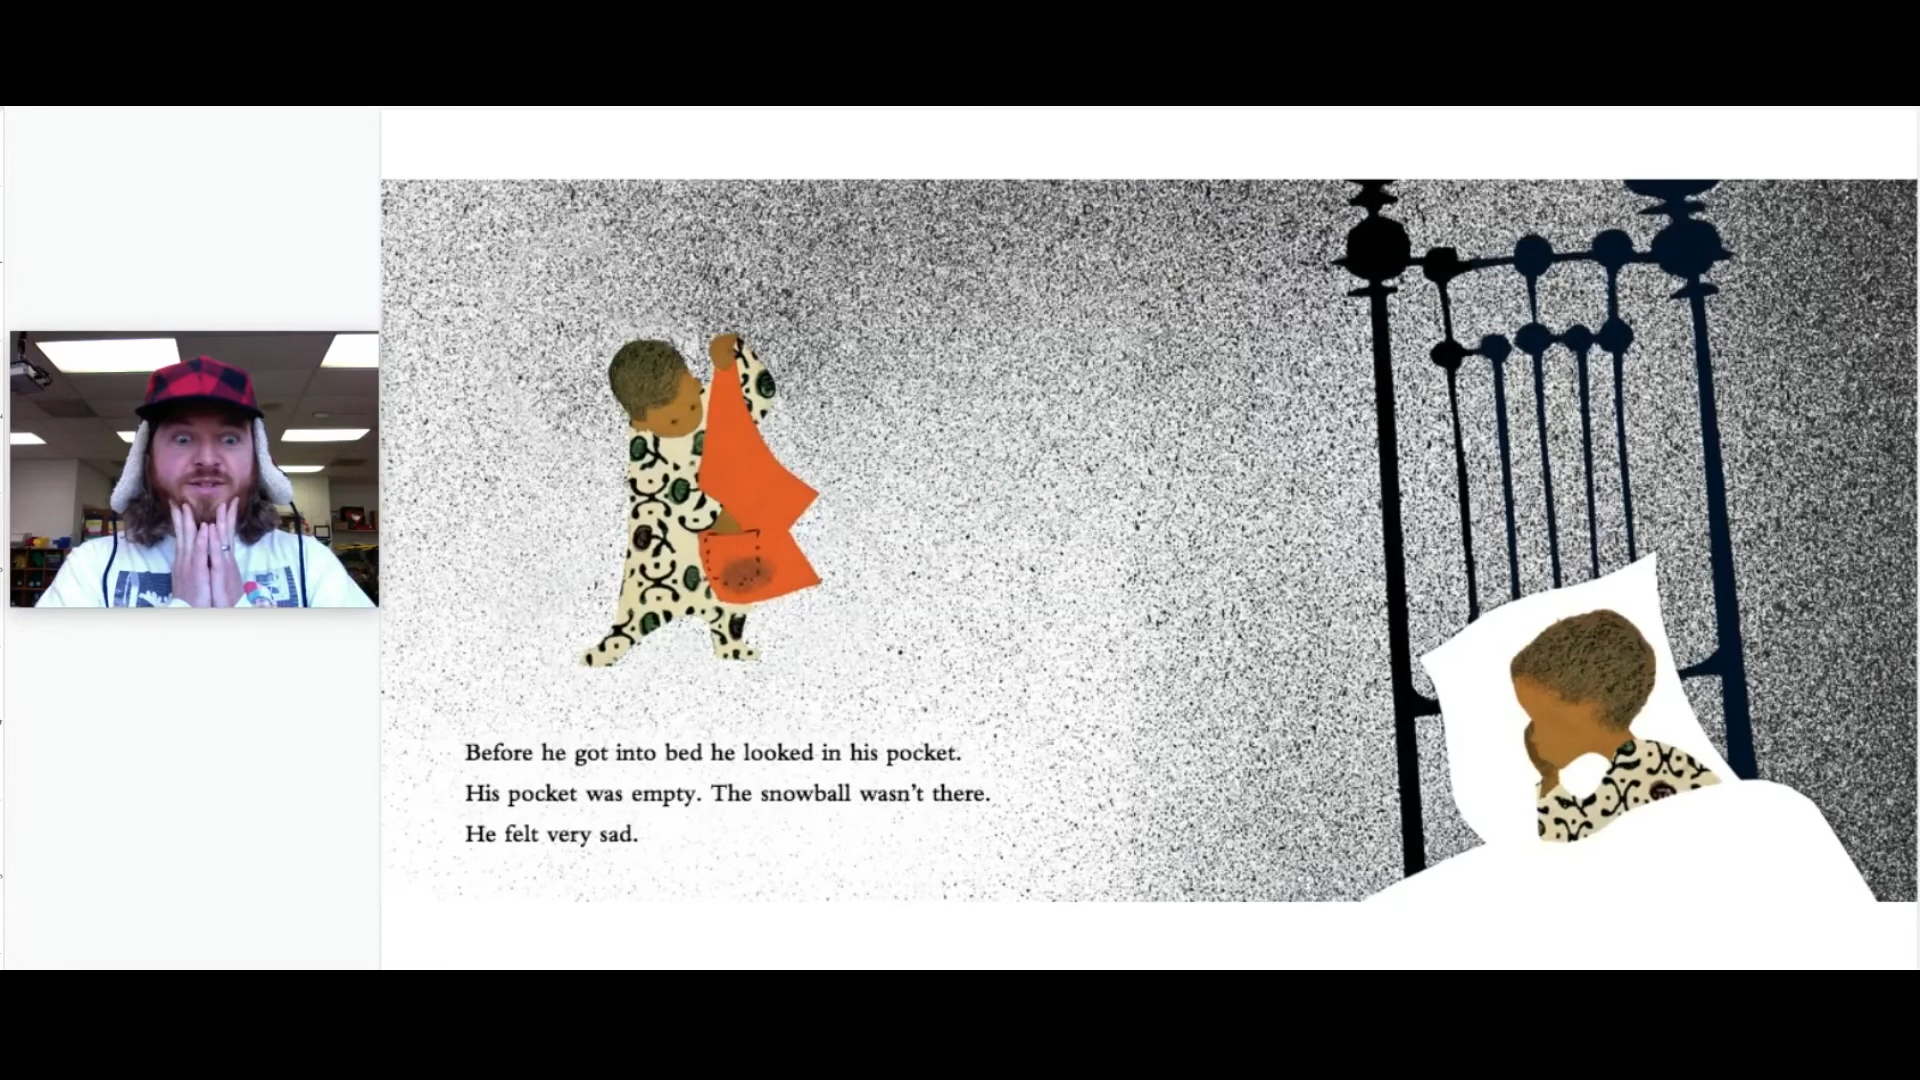 Before he got into bed he looked in his pocket.
His pocket was empty. The snowball wasn't there.
He felt very sad.